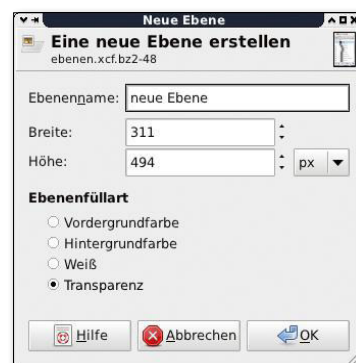 Neue Ebene
Eine neue Ebene erstellen
ebenen.xcf.bz2-48
Ebenenname: neue Ebene
Breite: 311
Höhe: 494 px
Ebenenfüllart
Vordergrundfarbe
Hintergrundfarbe
Weiß
Transparenz
Hilfe Abbrechen OK